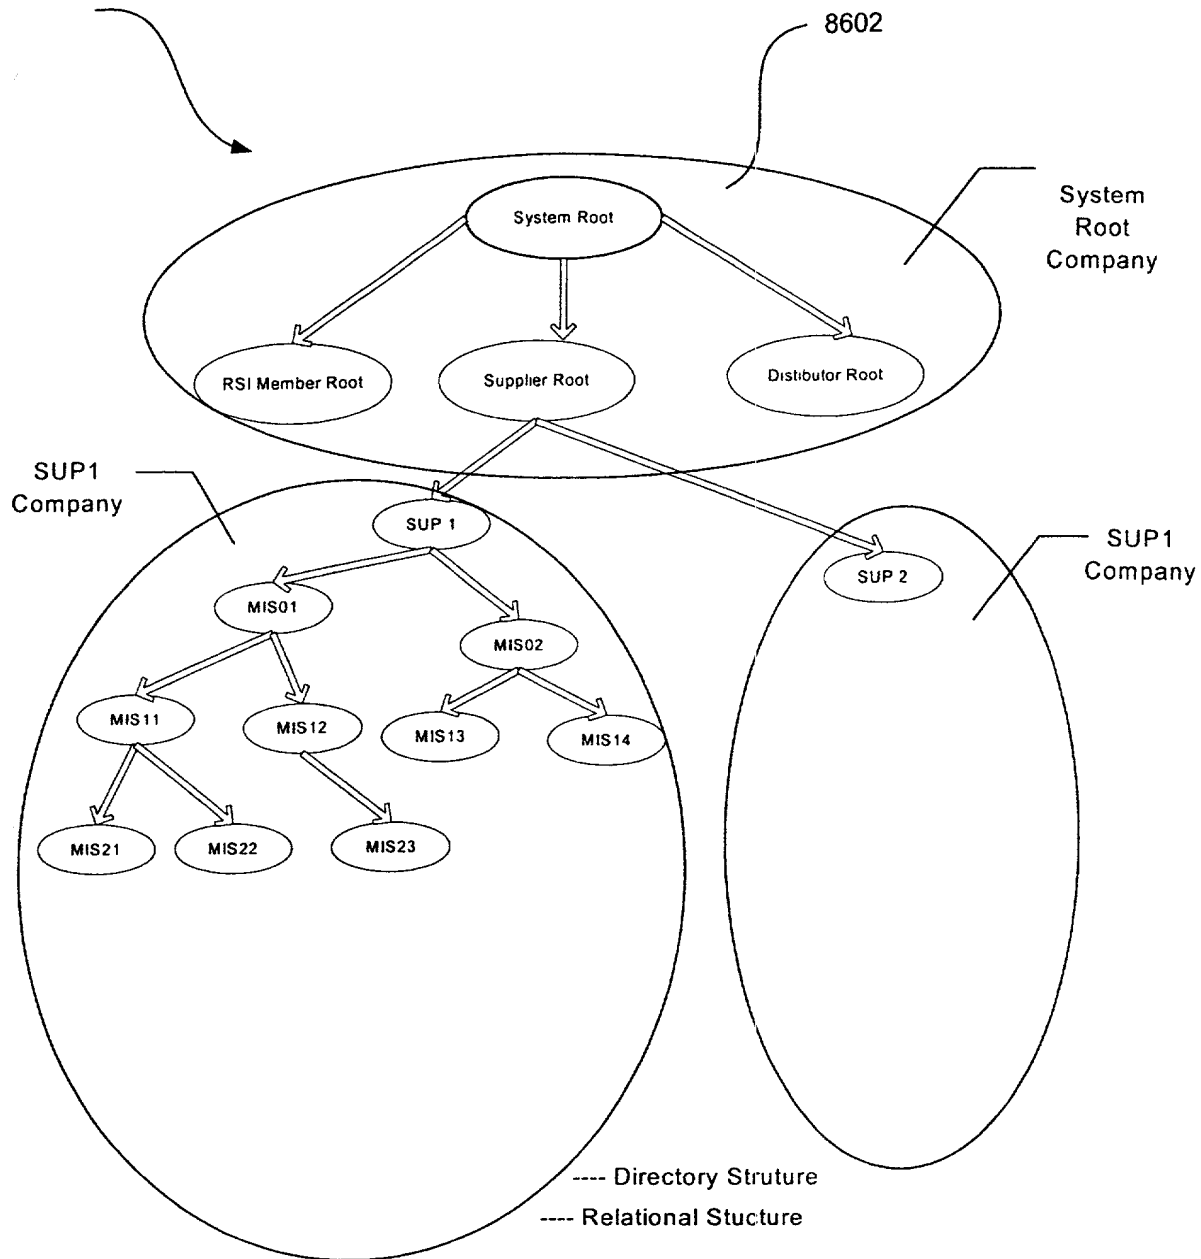 8602
System Root
System
Root
Company
RSI Member Root
Supplier Root
Distibutor Root
SUP1
Company
SUP 1
SUP1
Company
SUP 2
MIS01
MIS02
MIS11
MIS12
MIS13
MIS14
MIS21
MIS22
MIS23
---- Directory Struture
---- Relational Stucture